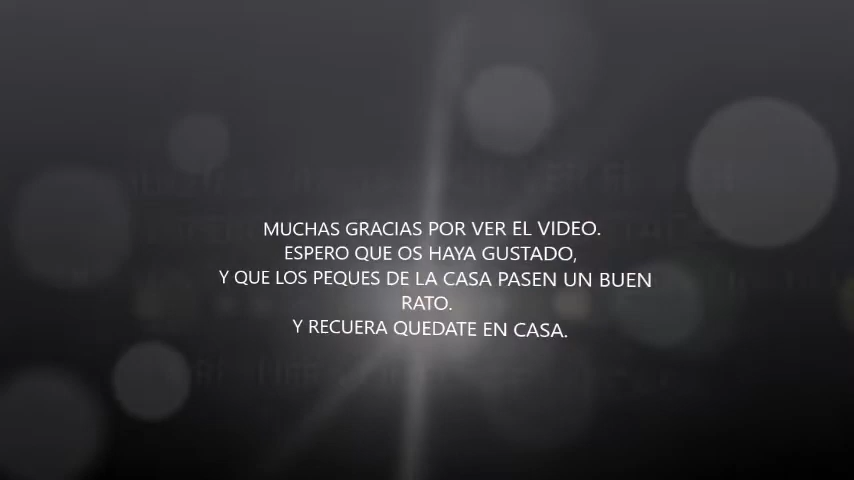 MUCHAS GRACIAS POR VER EL VIDEO.
ESPERO QUE OS HAYA GUSTADO,
Y QUE LOS PEQUES DE LA CASA PASEN UN BUEN
RATO.
Y RECUERA QUEDATE EN CASA.